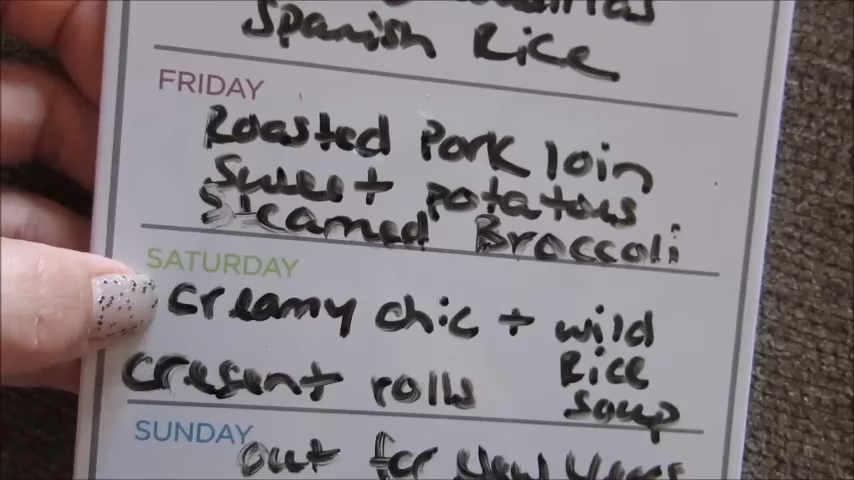 Spanish Rice
FRIDAY
Roasted Pork loin
Sweet potatoes
Steamed Broccoli
SATURDAY
creamy chic + wild
Rice
cresent rolls
Soup
SUNDAY
out for New Years